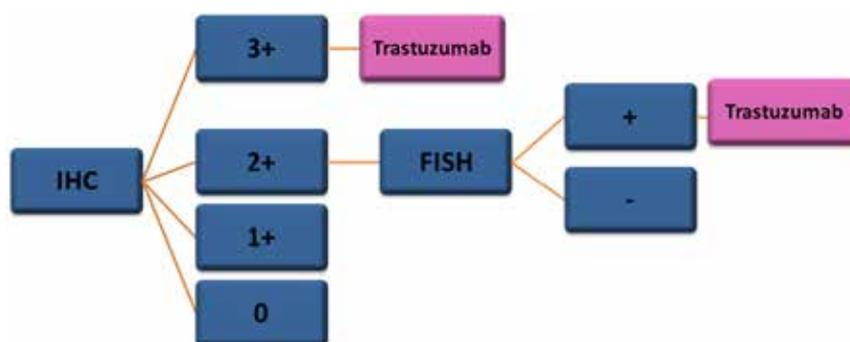 IHC
3+
Trastuzumab
2+
FISH
+
Trastuzumab
-
1+
0